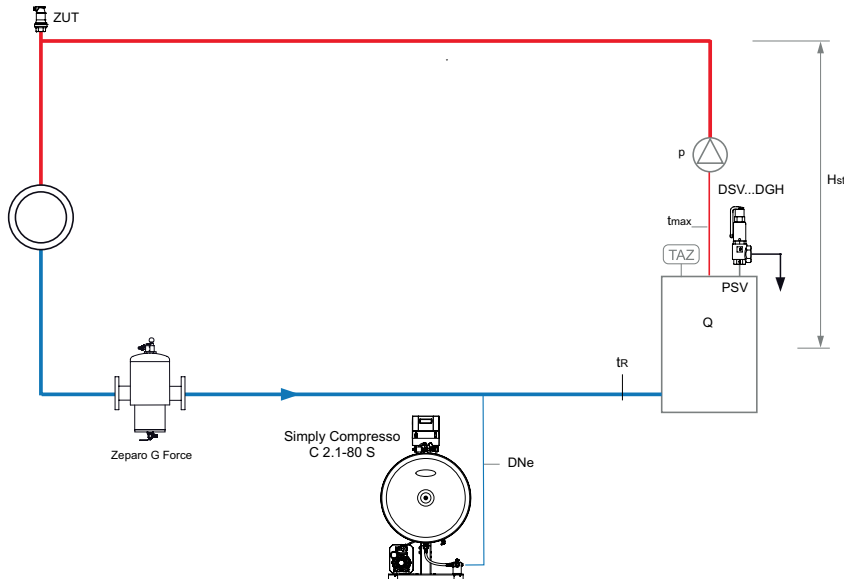 ZUT
p
Hst
DSV...DGH
tmax
TAZ
PSV
Q
tR
Simply Compresso
C 2.1-80 S
Zeparo G Force
DNe